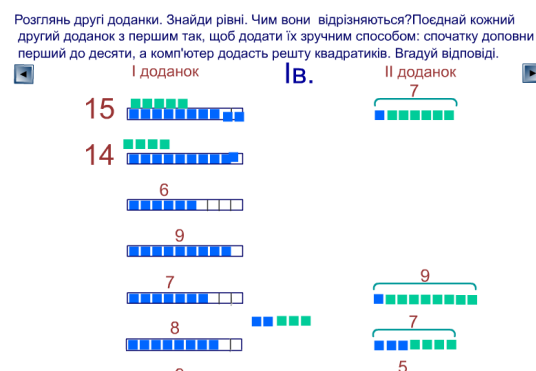 Розглянь другі доданки. Знайди рівні. Чим вони відрізняються?Поєднай кожний
другий доданок з першим так, щоб додати їх зручним способом: спочатку доповни
перший до десяти, а комп'ютер додасть решту квадратиків. Вгадуй відповіді.
І доданок Ів. ІІ доданок
7
15
14
6
9
7 9
8 7
5